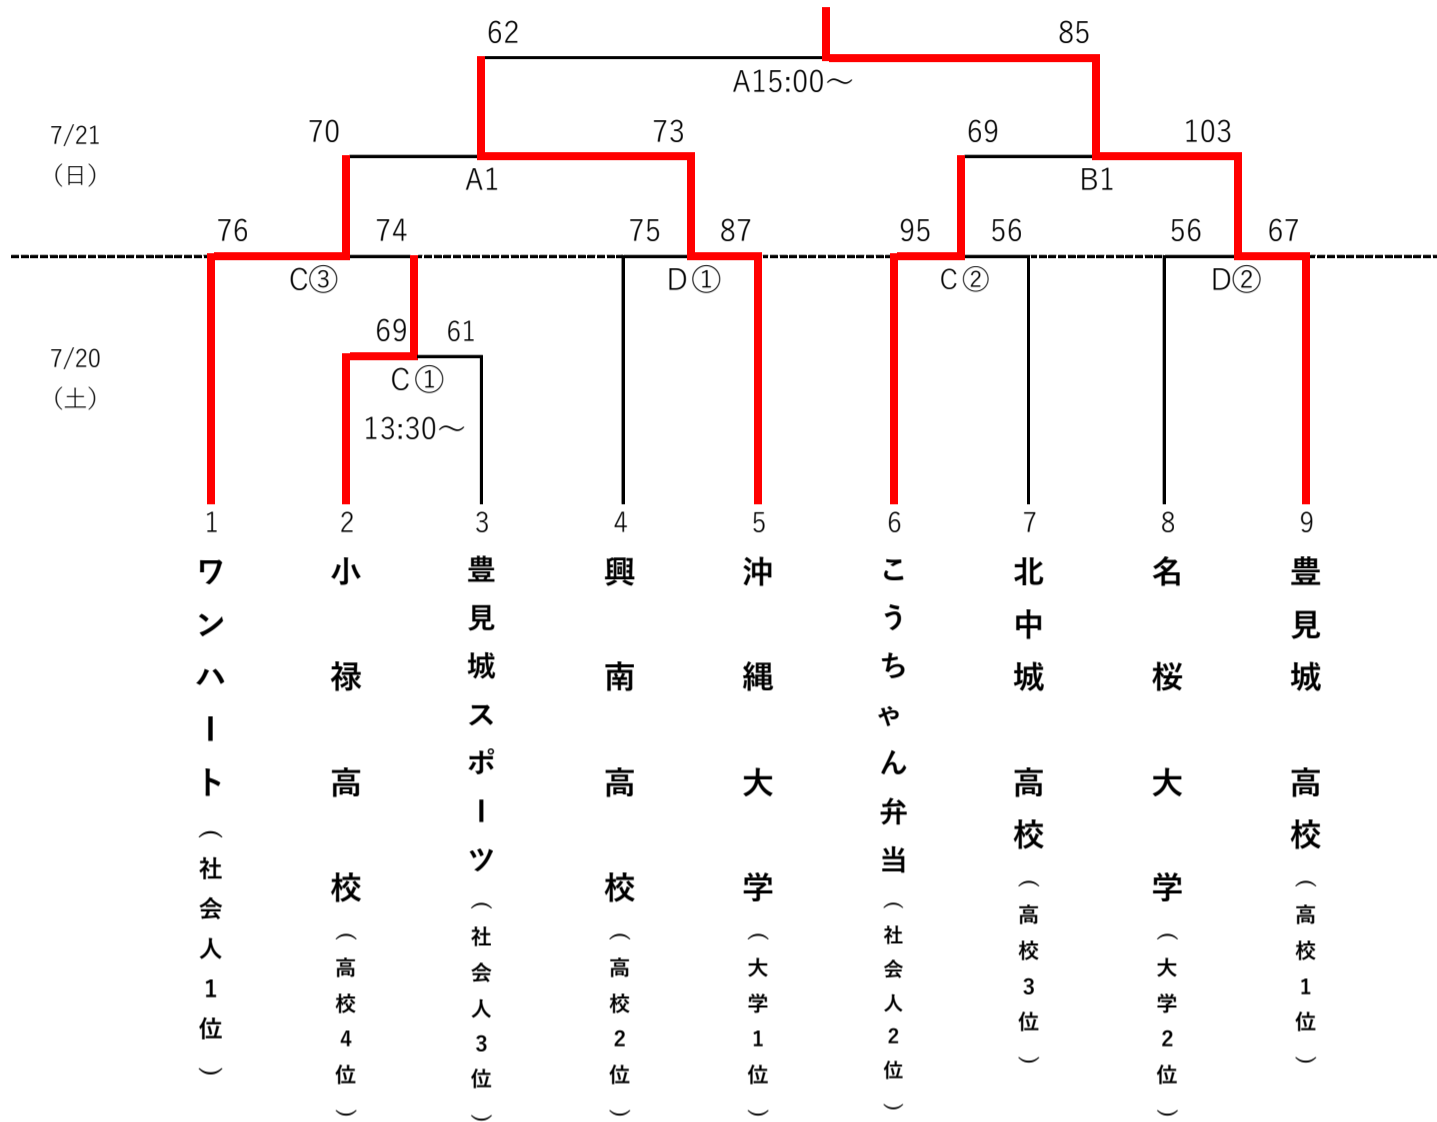 62 85
A15:00～
7/21
（日）
70 73 69 103
A1 B1
76 74 75 87 95 56 56 67
C③ D① C② D②
7/20
（土）
69 61
C①
13:30～
1 2 3 4 5 6 7 8 9
ワンハート（社会人1位）
小禄高校（高校4位）
豊見城スポーツ（社会人3位）
興南高校（高校2位）
沖縄大学（大学1位）
こうちゃん弁当（社会人2位）
北中城高校（高校3位）
名桜大学（大学2位）
豊見城高校（高校1位）